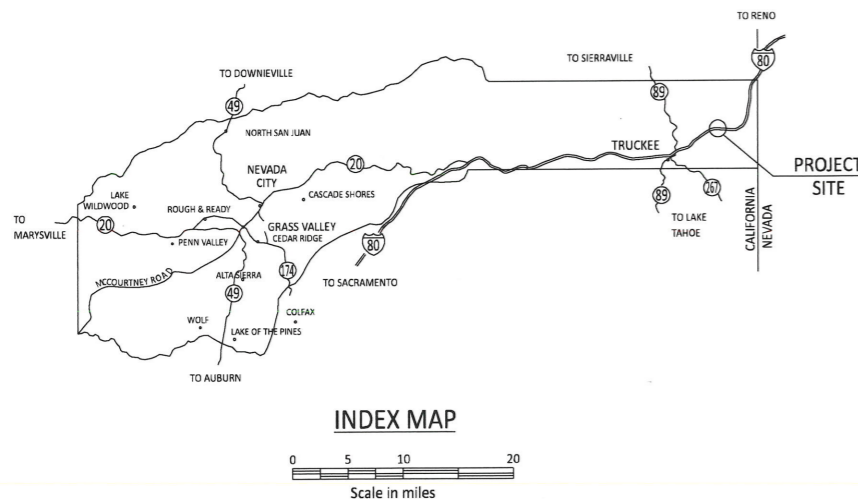 TO RENO
80
TO SIERRAVILLE
89
TO DOWNIEVILLE
49
NORTH SAN JUAN
TRUCKEE
PROJECT
SITE
NEVADA
CITY
20
CASCADE SHORES
LAKE
WILDWOOD
ROUGH & READY
89
267
TO LAKE
TAHOE
CALIFORNIA
NEVADA
TO
MARYSVILLE
20
GRASS VALLEY
CEDAR RIDGE
PENN VALLEY
80
MCCOURTNEY ROAD
ALTA SIERRA
174
TO SACRAMENTO
49
WOLF
COLFAX
LAKE OF THE PINES
TO AUBURN
INDEX MAP
0 5 10 20
Scale in miles